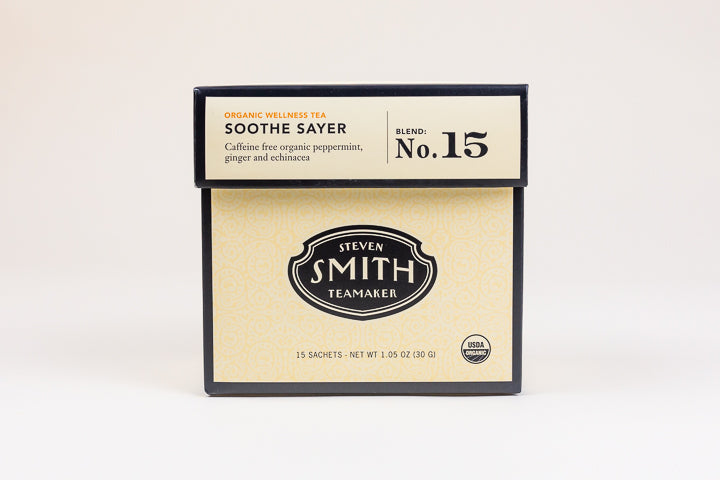 ORGANIC WELLNESS TEA
SOOTHE SAYER
Caffeine free organic peppermint,
ginger and echinacea
BLEND:
No. 15
STEVEN
SMITH
TEAMAKER
15 SACHETS - NET WT 1.05 OZ (30 G)
USDA
ORGANIC